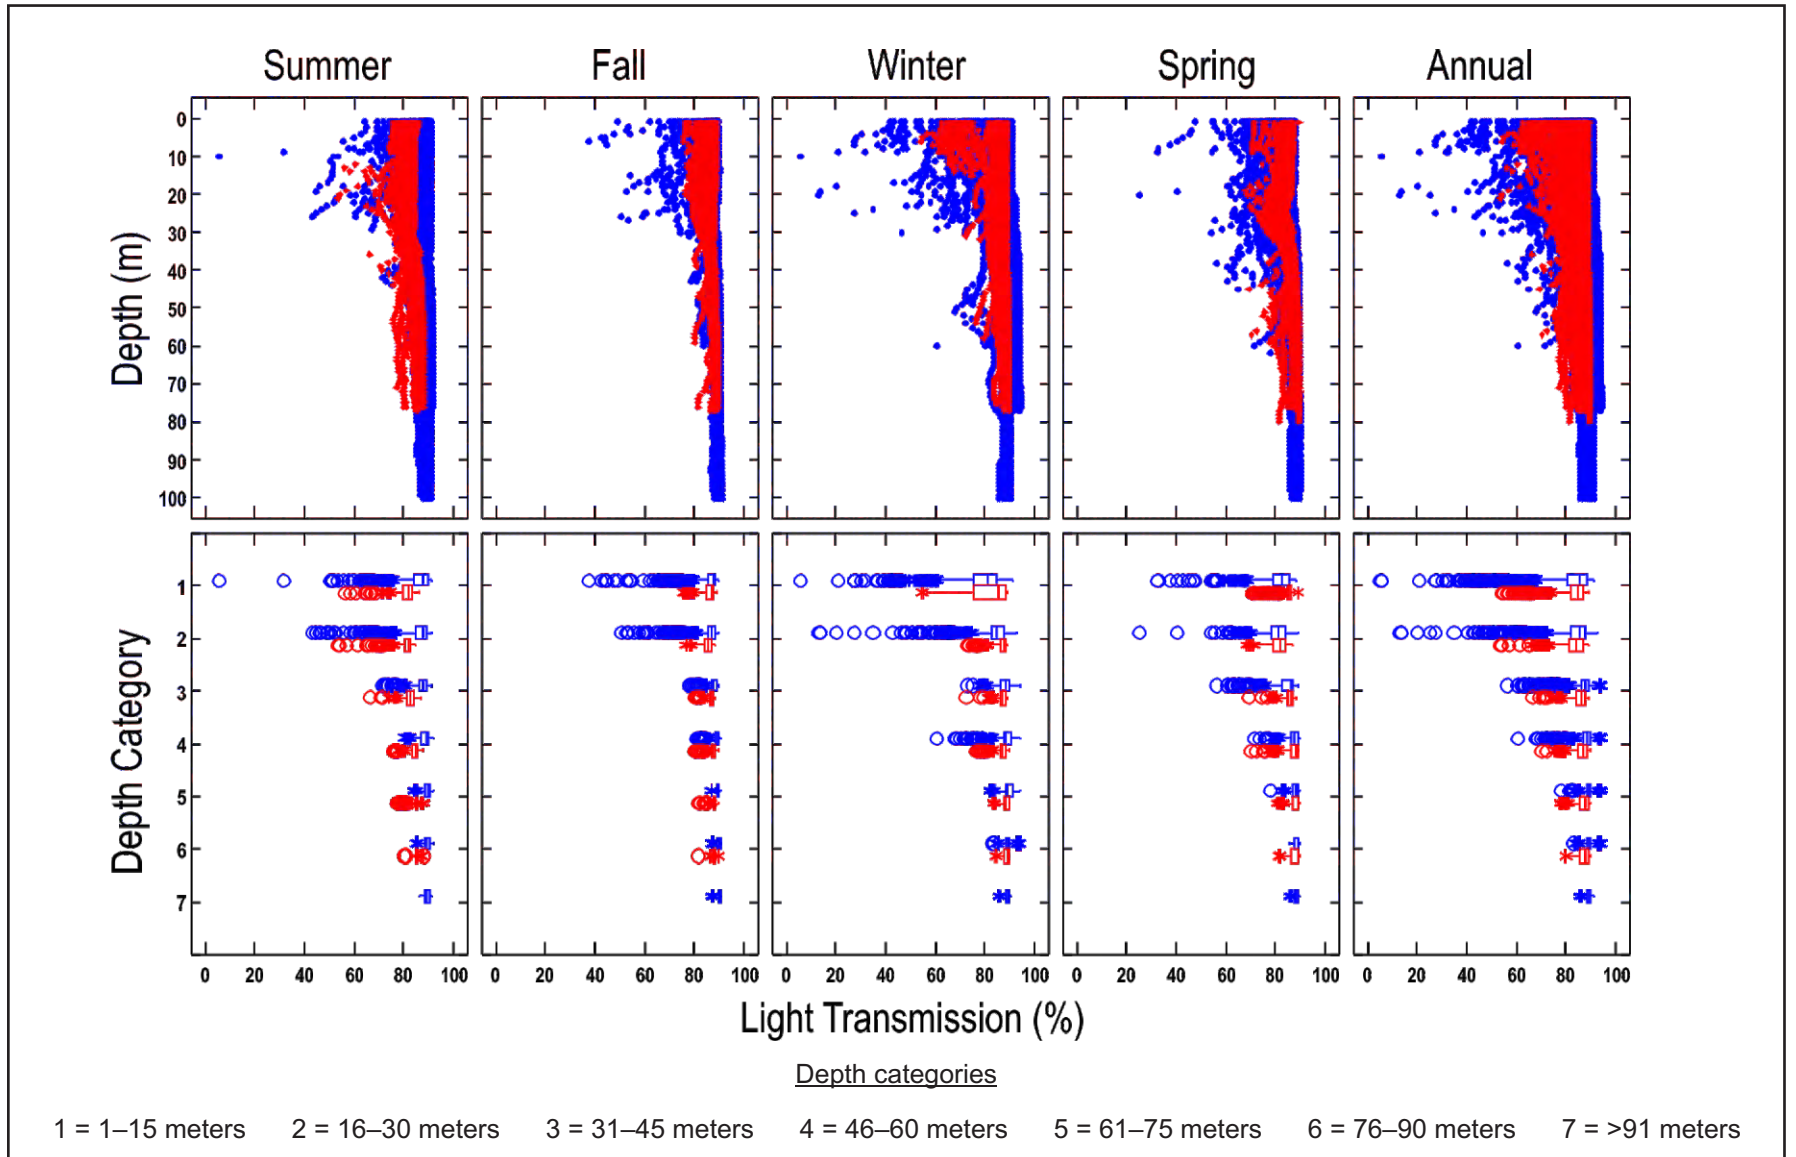 Summer Fall Winter Spring Annual
0
10
20
30
40
50
60
70
80
90
100
Depth (m)
1
2
3
4
5
6
7
Depth Category
0 20 40 60 80 100 0 20 40 60 80 100 0 20 40 60 80 100 0 20 40 60 80 100 0 20 40 60 80 100
Light Transmission (%)
Depth categories
1 = 1–15 meters 2 = 16–30 meters 3 = 31–45 meters 4 = 46–60 meters 5 = 61–75 meters 6 = 76–90 meters 7 = >91 meters